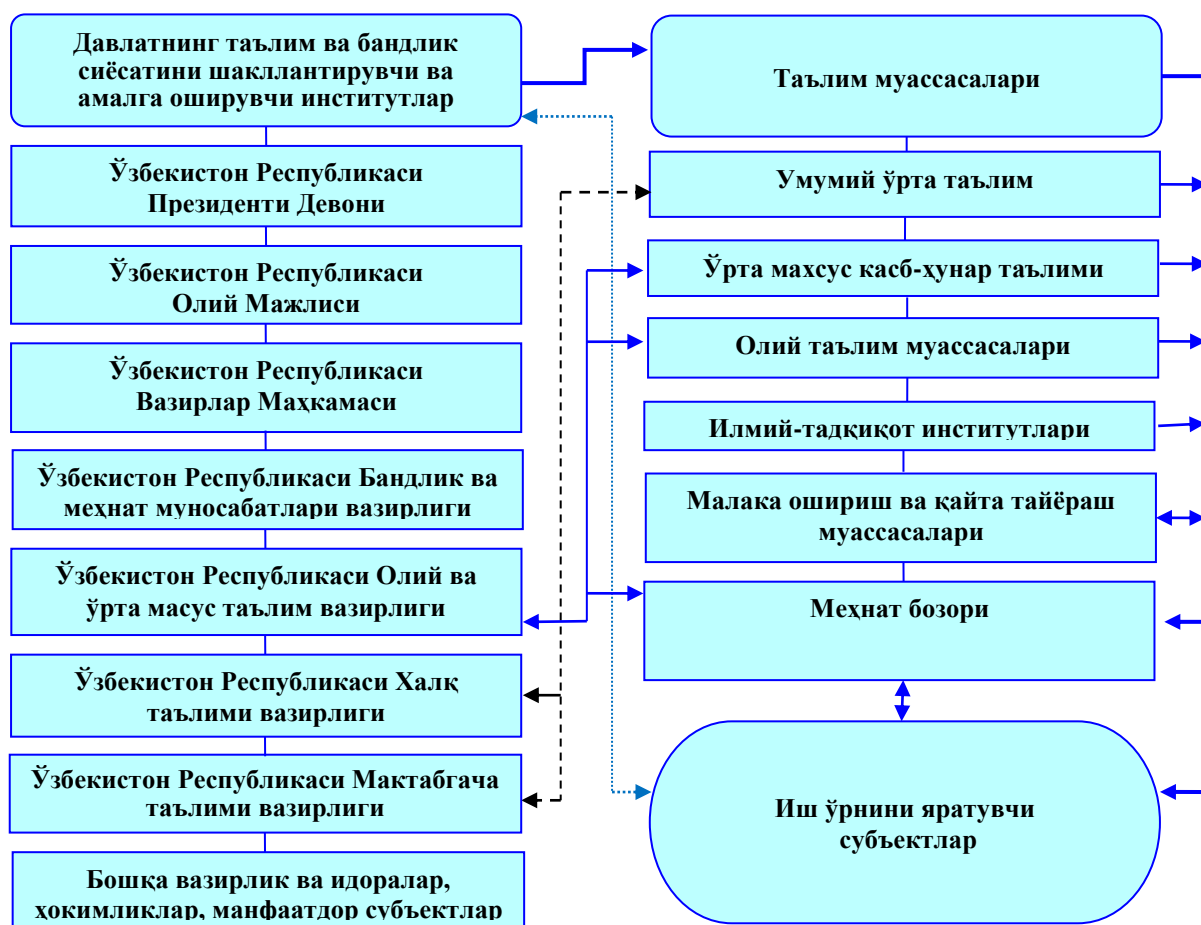 Давлатнинг таълим ва бандлик
сиёсатини шакллантирувчи ва
амалга оширувчи институтлар
Ўзбекистон Республикаси
Президенти Девони
Ўзбекистон Республикаси
Олий Мажлиси
Ўзбекистон Республикаси
Вазирлар Маҳкамаси
Ўзбекистон Республикаси Бандлик ва
меҳнат муносабатлари вазирлиги
Ўзбекистон Республикаси Олий ва
ўрта масус таълим вазирлиги
Ўзбекистон Республикаси Халқ
таълими вазирлиги
Ўзбекистон Республикаси Мактабгача
таълими вазирлиги
Бошқа вазирлик ва идоралар,
ҳокимликлар, манфаатдор субъектлар
Таълим муассасалари
Умумий ўрта таълим
Ўрта махсус касб-ҳунар таълими
Олий таълим муассасалари
Илмий-тадқиқот институтлари
Малака ошириш ва қайта тайёраш
муассасалари
Меҳнат бозори
Иш ўрнини яратувчи
субъектлар